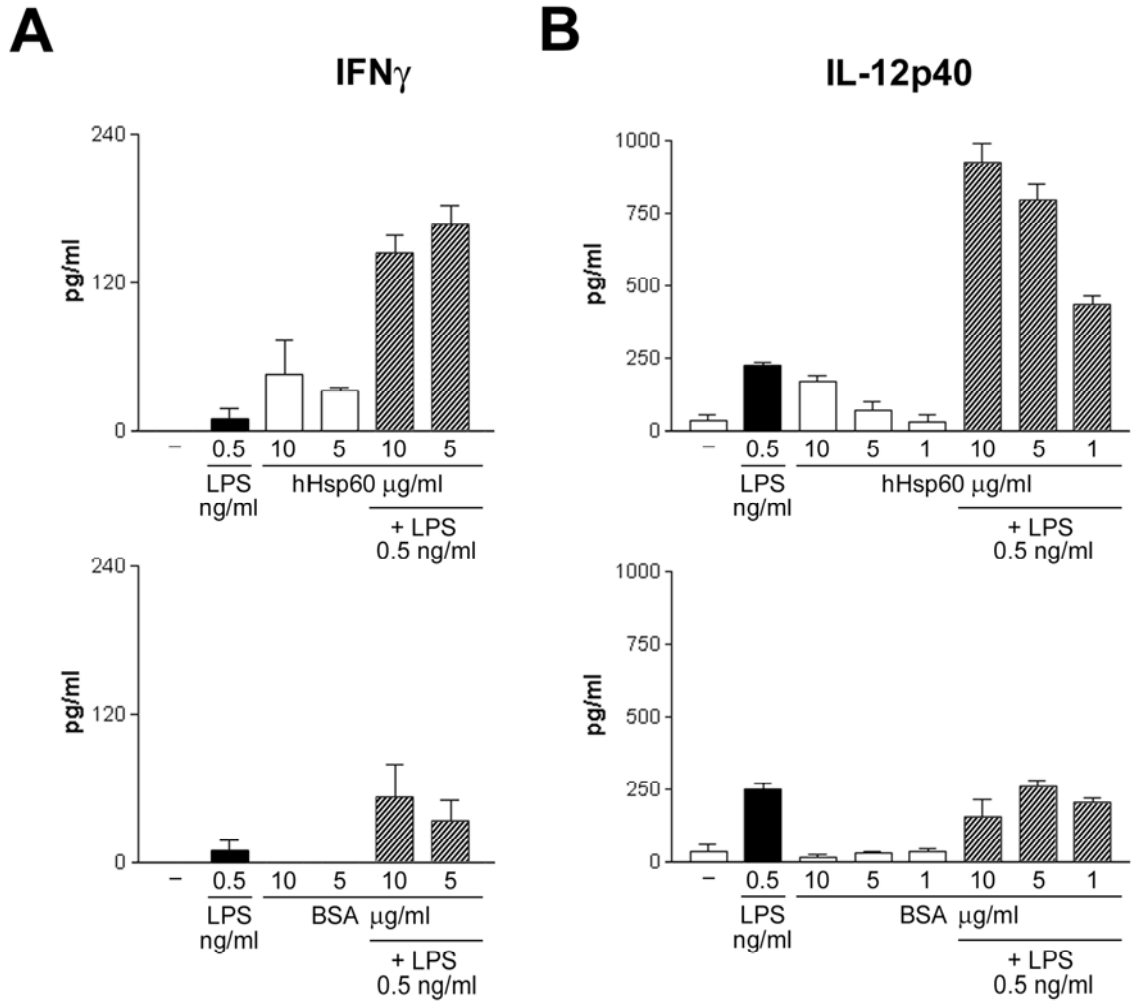 A
IFNγ
240
120
0
pg/ml
– 0.5 10 5 10 5
LPS
ng/ml
hHsp60 μg/ml
+ LPS
0.5 ng/ml
240
120
0
pg/ml
– 0.5 10 5 10 5
LPS
ng/ml
BSA μg/ml
+ LPS
0.5 ng/ml
B
IL-12p40
1000
750
500
250
0
pg/ml
– 0.5 10 5 1 10 5 1
LPS
ng/ml
hHsp60 μg/ml
+ LPS
0.5 ng/ml
1000
750
500
250
0
pg/ml
– 0.5 10 5 1 10 5 1
LPS
ng/ml
BSA μg/ml
+ LPS
0.5 ng/ml